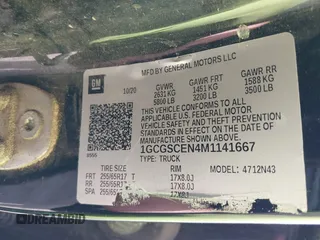 GM
MFD BY GENERAL MOTORS LLC
10/20
GVWR GAWR FRT GAWR RR
2631 KG 1451 KG 1588 KG
5800 LB 3200 LB 3500 LB
THIS VEHICLE CONFORMS TO ALL
APPLICABLE U.S. FEDERAL MOTOR
VEHICLE SAFETY AND THEFT
PREVENTION STANDARDS IN EFFECT
ON THE DATE OF MANUFACTURE
SHOWN ABOVE.
1GCGSCEN4M1141667
TYPE: TRUCK
MODEL: 4712N43
TIRE SIZE RIM
FRT 255/65R17 T 17X8.0J
RR 255/65R17 17X8.0J
SPA 17X8.0J
DREAMBID